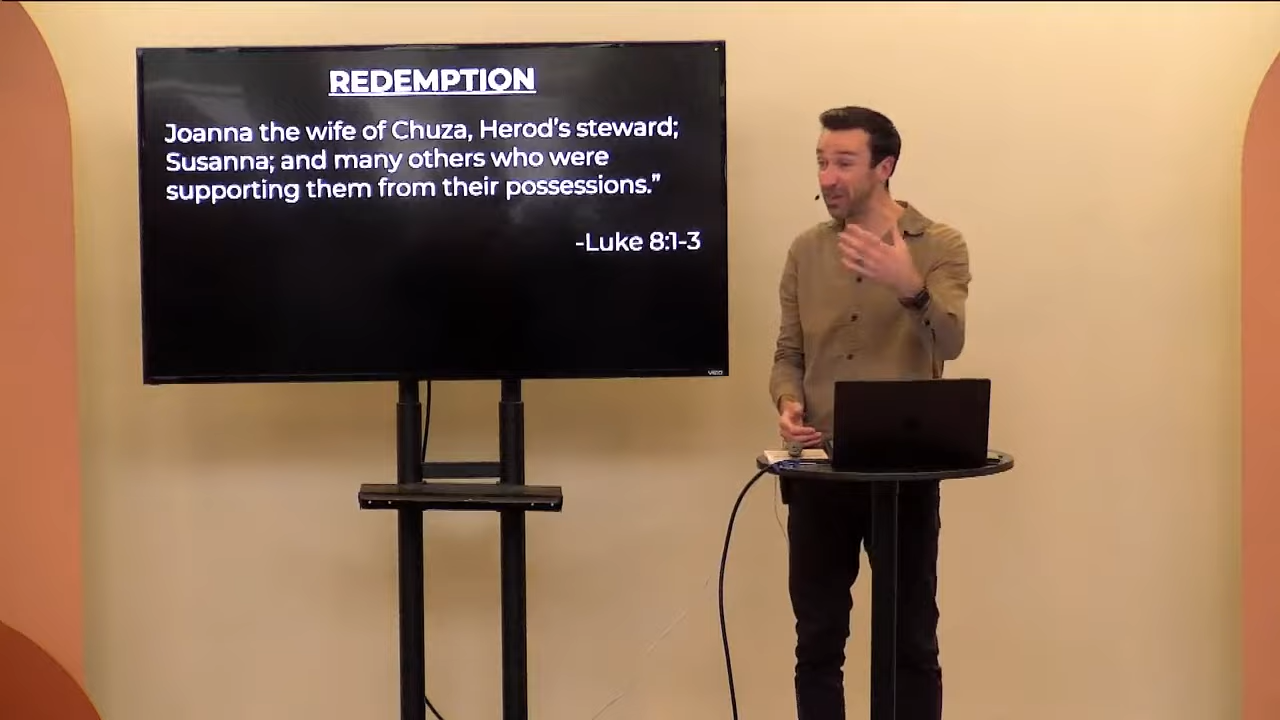 REDEMPTION
Joanna the wife of Chuza, Herod's steward;
Susanna; and many others who were
supporting them from their possessions.”
-Luke 8:1-3
VIZIO